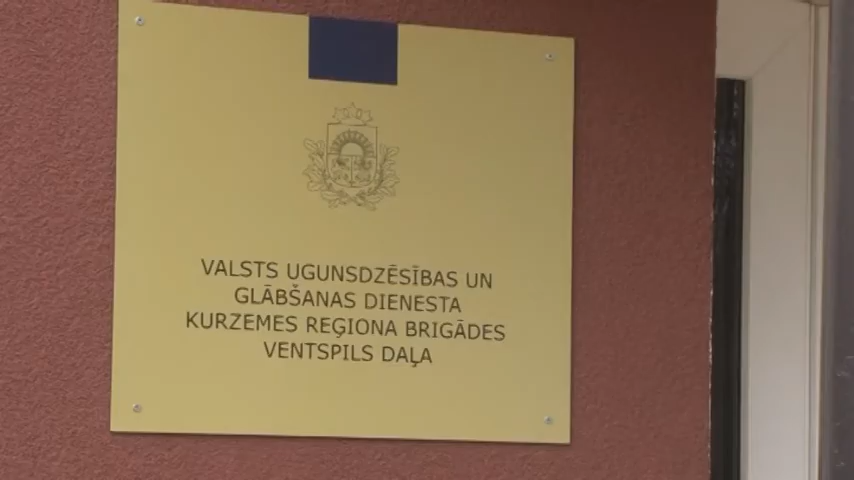 VALSTS UGUNSDZĒSĪBAS UN
GLĀBŠANAS DIENESTA
KURZEMES REĢIONA BRIGĀDES
VENTSPILS DAĻA